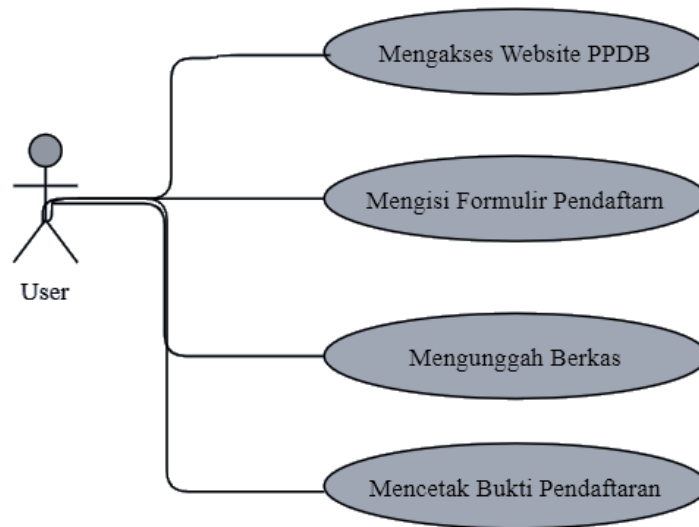 Mengakses Website PPDB
Mengisi Formulir Pendaftarn
User
Mengunggah Berkas
Mencetak Bukti Pendaftaran